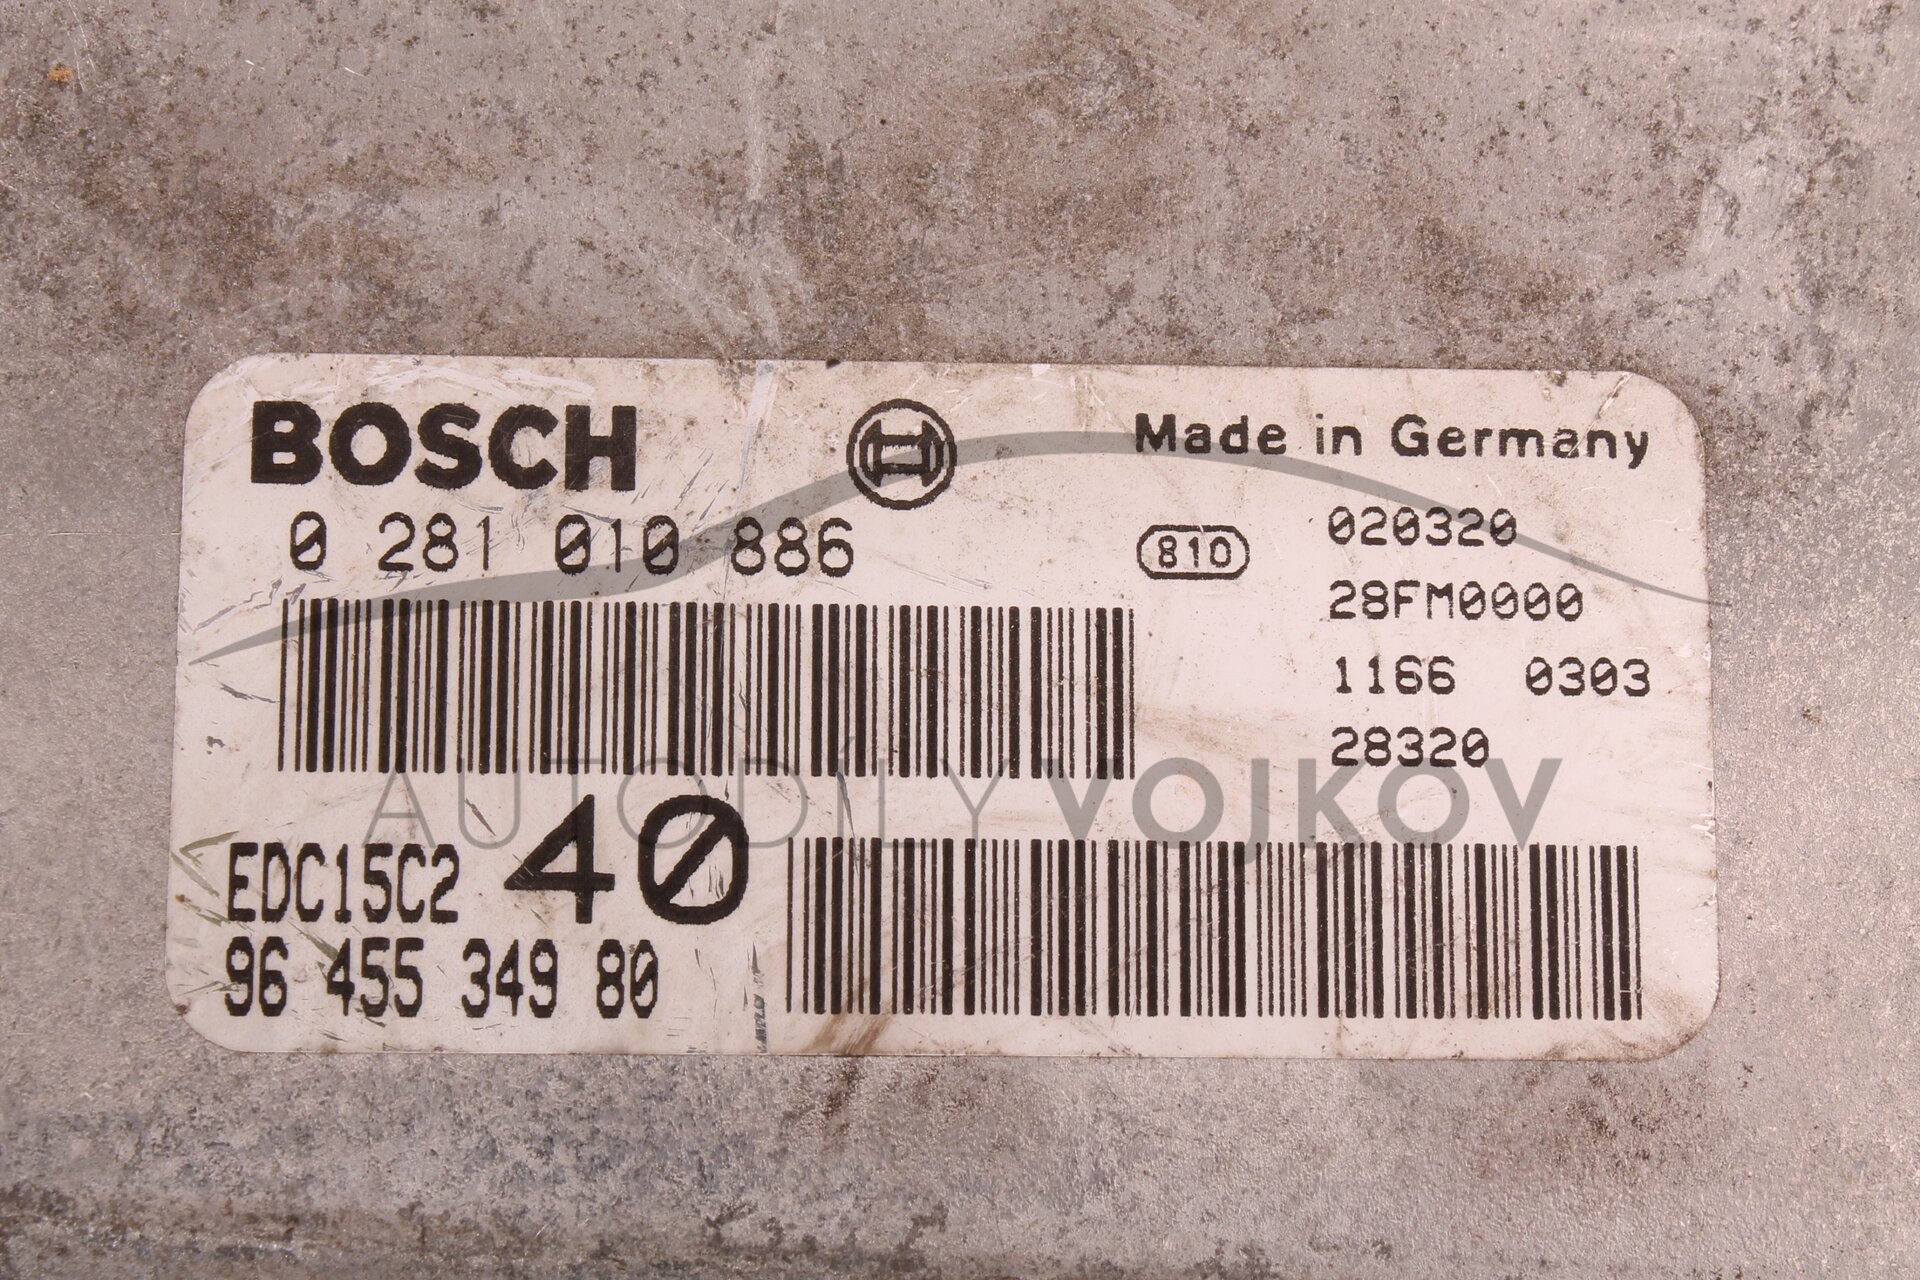 BOSCH
Made in Germany
0 281 010 886
810
020320
28FM0000
1166 0303
28320
AUTODÍLY VOJKOV
EDC15C2 40
96 455 349 80